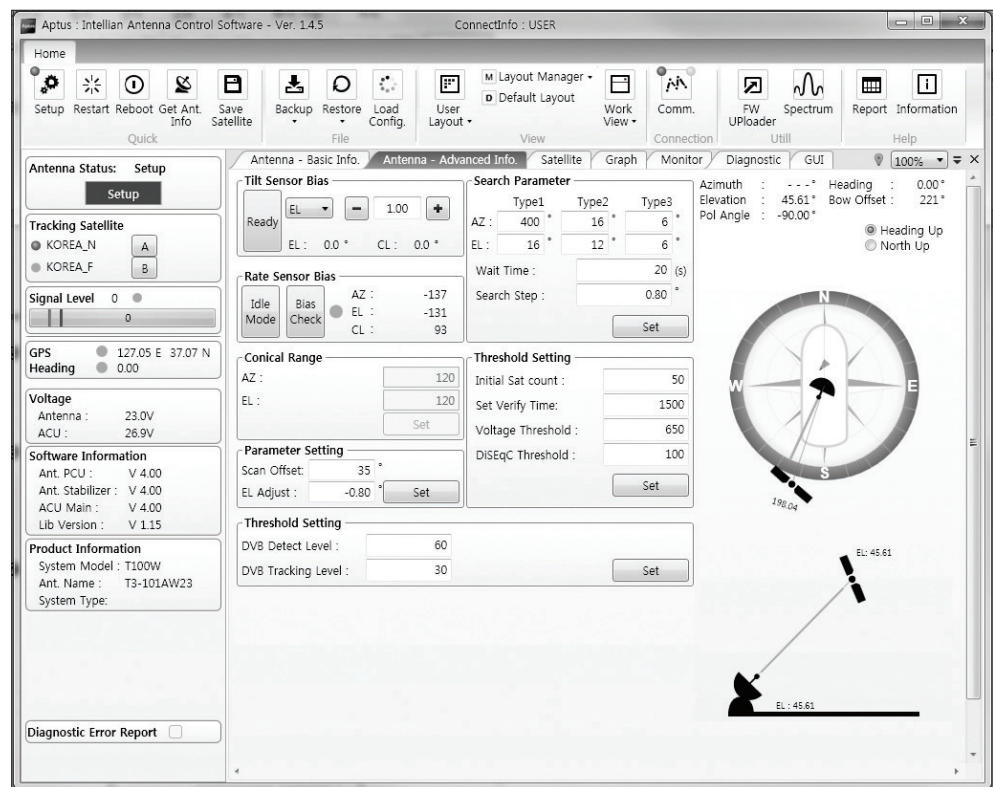 Aptus : Intellian Antenna Control Software - Ver. 1.4.5
ConnectInfo : USER
Home
Setup Restart Reboot Get Ant. Info Save Satellite
Quick
Backup Restore Load Config.
File
User Layout
M Layout Manager
D Default Layout
Work View
View
Comm.
Connection
FW UPloader Spectrum
Utill
Report Information
Help
Antenna Status: Setup
Setup
Tracking Satellite
KOREA_N A
KOREA_F B
Signal Level 0
0
GPS 127.05 E 37.07 N
Heading 0.00
Voltage
Antenna : 23.0V
ACU : 26.9V
Software Information
Ant. PCU : V 4.00
Ant. Stabilizer : V 4.00
ACU Main : V 4.00
Lib Version : V 1.15
Product Information
System Model : T100W
Ant. Name : T3-101AW23
System Type:
Diagnostic Error Report
Antenna - Basic Info. Antenna - Advanced Info. Satellite Graph Monitor Diagnostic GUI 100%
Tilt Sensor Bias
Ready EL - 1.00 +
EL : 0.0 ° CL : 0.0 °
Rate Sensor Bias
Idle Mode Bias Check
AZ : -137
EL : -131
CL : 93
Conical Range
AZ : 120
EL : 120
Set
Parameter Setting
Scan Offset: 35 °
EL Adjust : -0.80 ° Set
Threshold Setting
DVB Detect Level : 60
DVB Tracking Level : 30
Set
Search Parameter
Type1 Type2 Type3
AZ : 400 ° 16 ° 6 °
EL : 16 ° 12 ° 6 °
Wait Time : 20 (s)
Search Step : 0.80 °
Set
Threshold Setting
Initial Sat count : 50
Set Verify Time: 1500
Voltage Threshold : 650
DiSEqC Threshold : 100
Set
Azimuth : ---° Heading : 0.00°
Elevation : 45.61° Bow Offset : 221°
Pol Angle : -90.00°
Heading Up
North Up
N
W
E
S
198.04
EL: 45.61
EL : 45.61